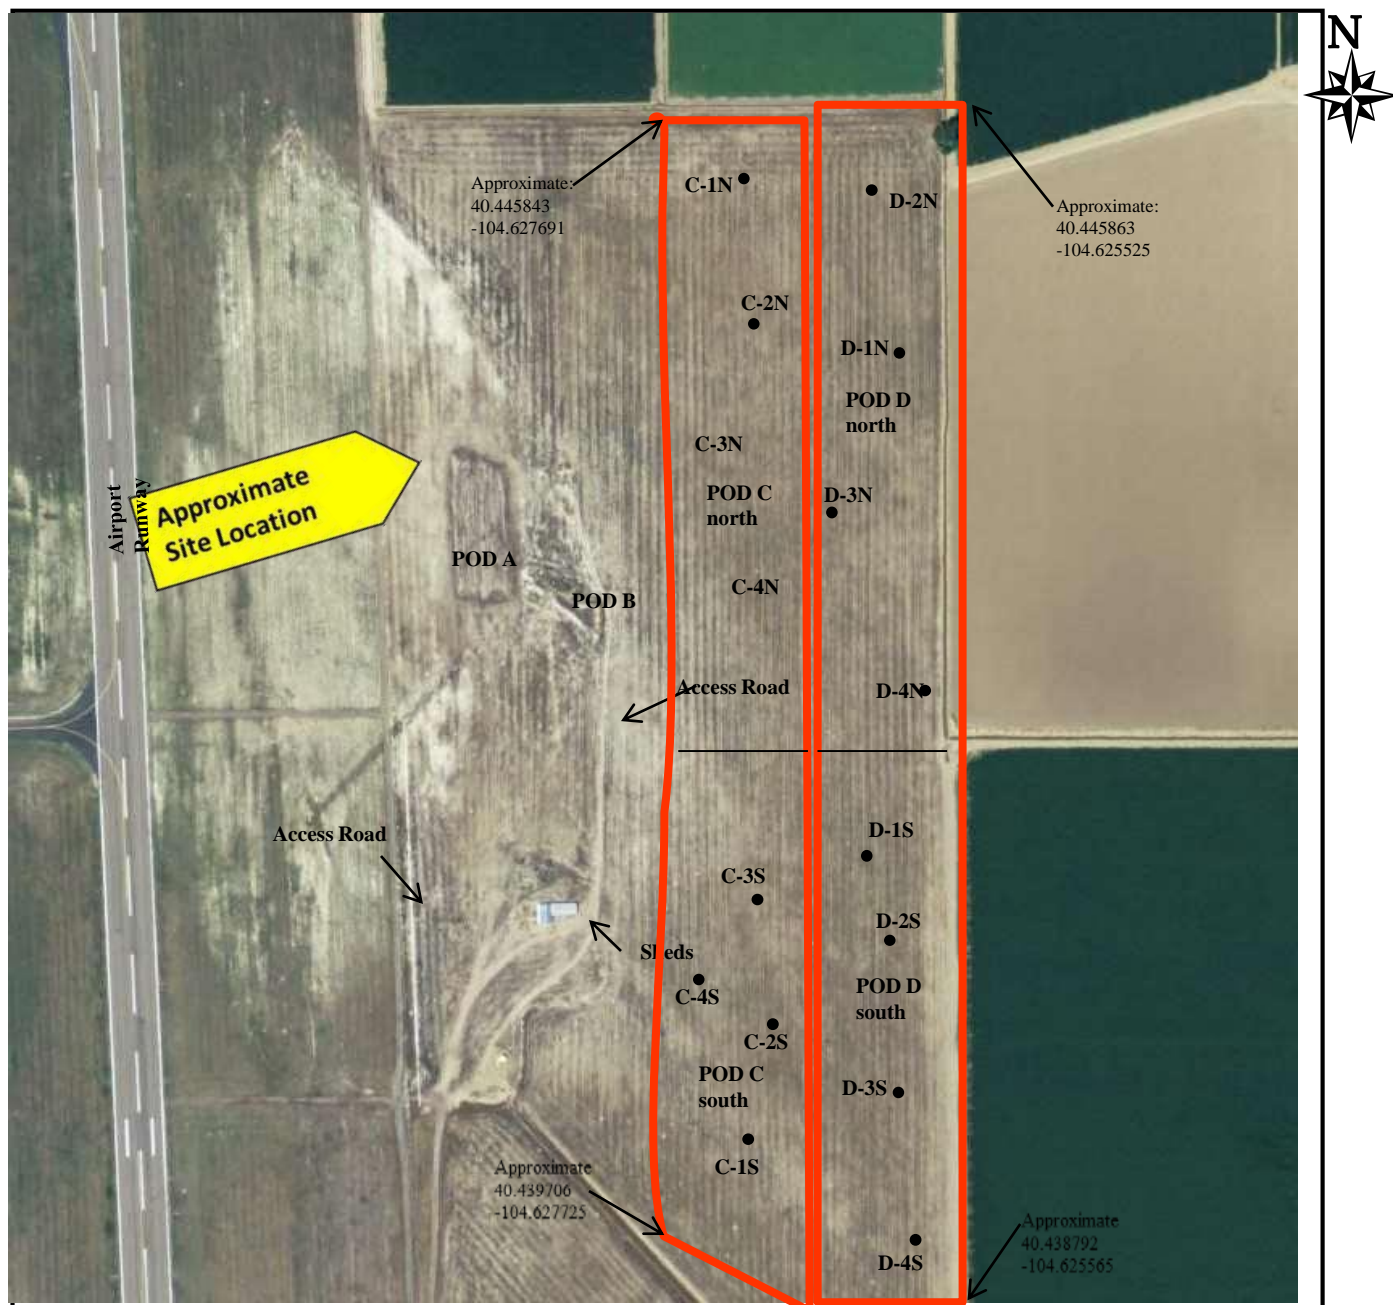 N
Approximate:
40.445843
-104.627691
C-1N
D-2N
Approximate:
40.445863
-104.625525
C-2N
D-1N
POD D
north
C-3N
POD C
north
D-3N
Airport
Runway
Approximate
Site Location
POD A
POD B
C-4N
Access Road
D-4N
Access Road
D-1S
C-3S
D-2S
Sheds
C-4S
POD D
south
C-2S
POD C
south
D-3S
C-1S
Approximate
40.439706
-104.627725
Approximate
40.438792
-104.625565
D-4S